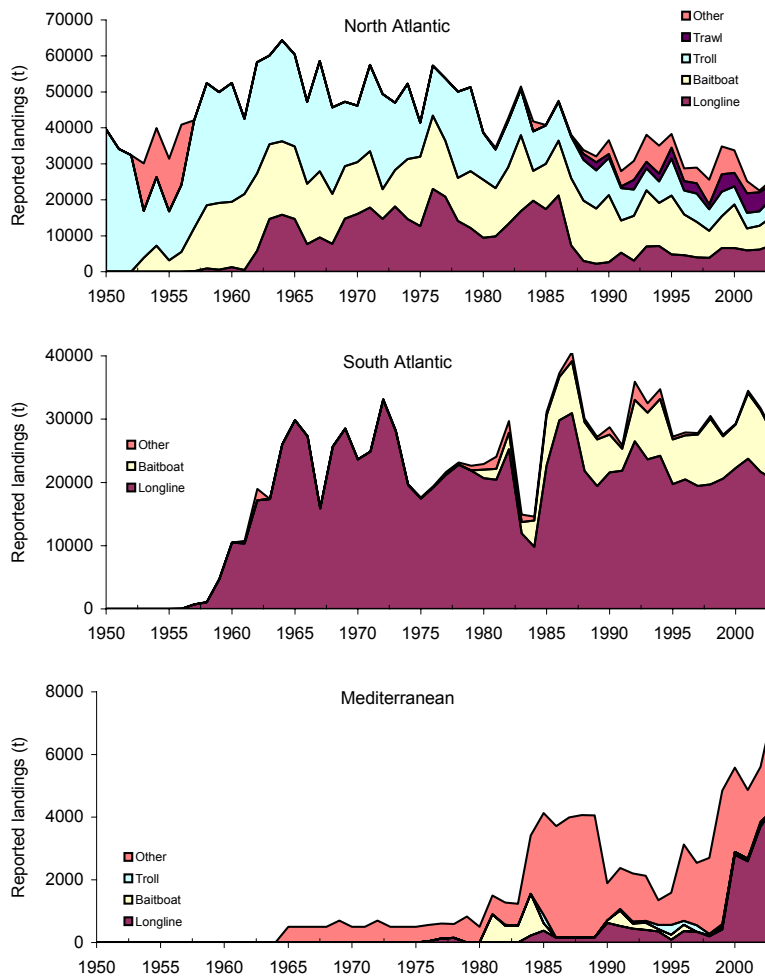 North Atlantic
Reported landings (t)
70000
60000
50000
40000
30000
20000
10000
0
Other
Trawl
Troll
Baitboat
Longline
1950 1955 1960 1965 1970 1975 1980 1985 1990 1995 2000
South Atlantic
Reported landings (t)
40000
30000
20000
10000
0
Other
Baitboat
Longline
1950 1955 1960 1965 1970 1975 1980 1985 1990 1995 2000
Mediterranean
Reported landings (t)
8000
6000
4000
2000
0
Other
Troll
Baitboat
Longline
1950 1955 1960 1965 1970 1975 1980 1985 1990 1995 2000